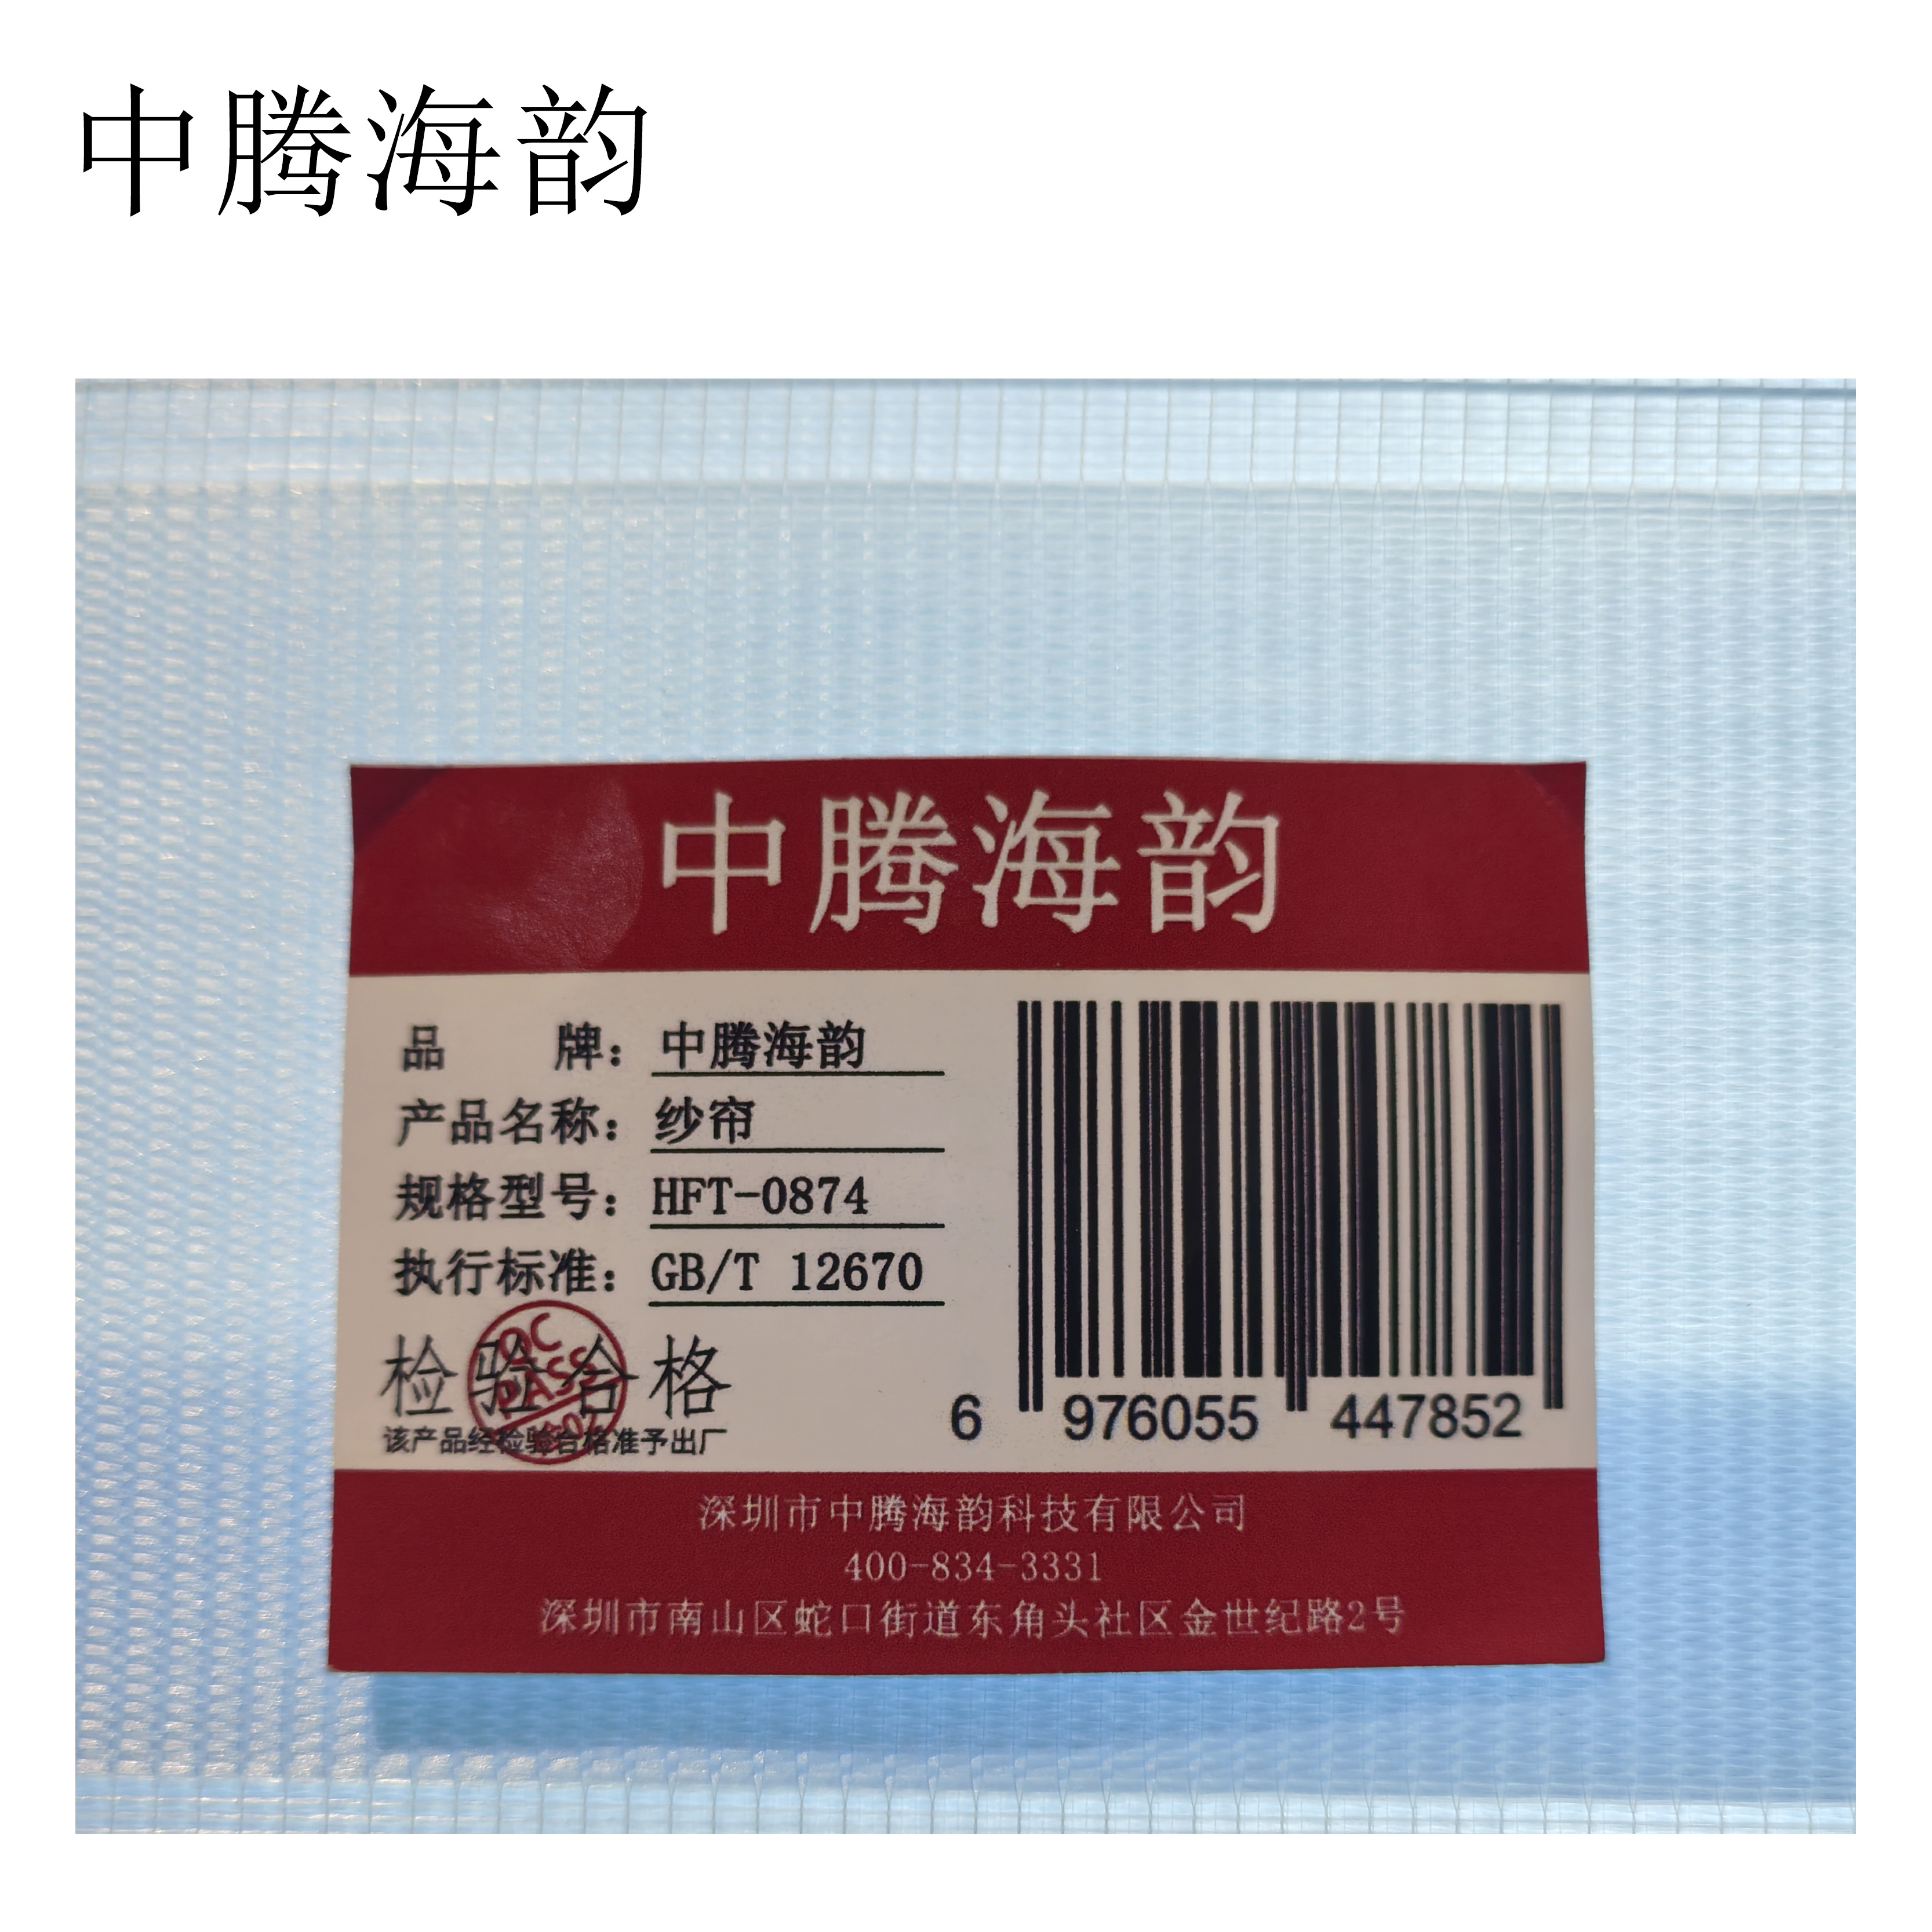 中腾海韵
中腾海韵
品 牌：中腾海韵
产品名称：纱帘
规格型号：HFT-0874
执行标准：GB/T 12670
检验合格
QC
PASS
该产品经检验合格准予出厂
6 976055 447852
深圳市中腾海韵科技有限公司
400-834-3331
深圳市南山区蛇口街道东角头社区金世纪路2号